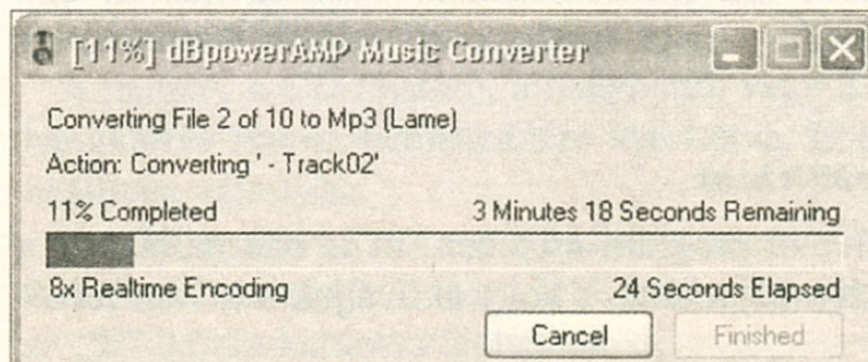 [11%] dBpowerAMP Music Converter
Converting File 2 of 10 to Mp3 (Lame)
Action: Converting ' - Track02'
11% Completed 3 Minutes 18 Seconds Remaining
8x Realtime Encoding 24 Seconds Elapsed
Cancel Finished